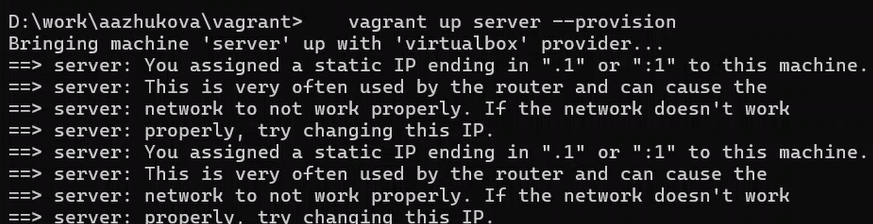 D:\work\aazhukova\vagrant>    vagrant up server --provision
Bringing machine 'server' up with 'virtualbox' provider...
==> server: You assigned a static IP ending in ".1" or ":1" to this machine.
==> server: This is very often used by the router and can cause the
==> server: network to not work properly. If the network doesn't work
==> server: properly, try changing this IP.
==> server: You assigned a static IP ending in ".1" or ":1" to this machine.
==> server: This is very often used by the router and can cause the
==> server: network to not work properly. If the network doesn't work
==> server: properly, try changing this IP.